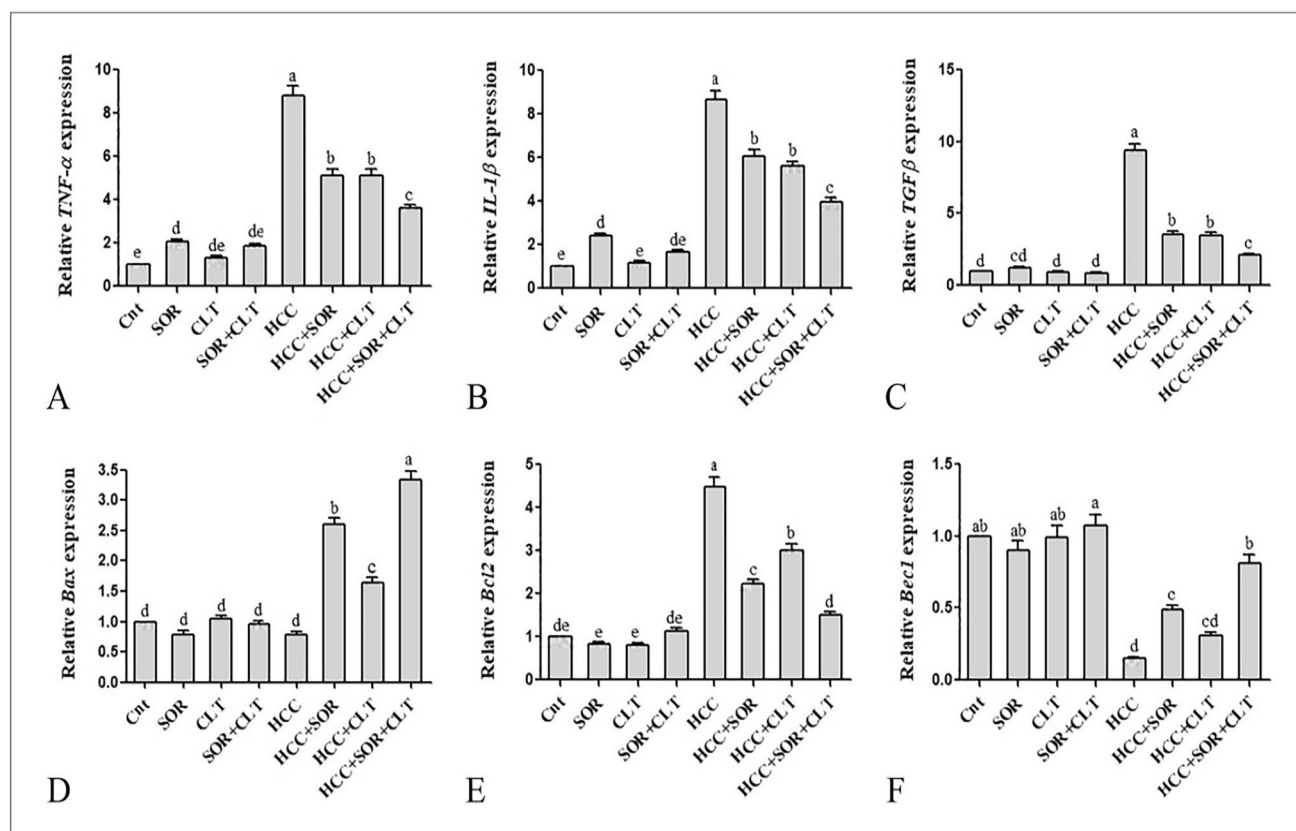 Relative TNF-α expression
10
8
6
4
2
0
e
d
de
de
a
b
b
c
Cnt
SOR
CLT
SOR+CLT
HCC
HCC+SOR
HCC+CLT
HCC+SOR+CLT
A
Relative IL-1β expression
10
8
6
4
2
0
e
d
e
de
a
b
b
c
Cnt
SOR
CLT
SOR+CLT
HCC
HCC+SOR
HCC+CLT
HCC+SOR+CLT
B
Relative TGFβ expression
15
10
5
0
d
cd
d
d
a
b
b
c
Cnt
SOR
CLT
SOR+CLT
HCC
HCC+SOR
HCC+CLT
HCC+SOR+CLT
C
Relative Bax expression
3.5
3.0
2.5
2.0
1.5
1.0
0.5
0.0
d
d
d
d
d
b
c
a
Cnt
SOR
CLT
SOR+CLT
HCC
HCC+SOR
HCC+CLT
HCC+SOR+CLT
D
Relative Bcl2 expression
5
4
3
2
1
0
de
e
e
de
a
c
b
d
Cnt
SOR
CLT
SOR+CLT
HCC
HCC+SOR
HCC+CLT
HCC+SOR+CLT
E
Relative Bec1 expression
1.5
1.0
0.5
0.0
ab
ab
ab
a
d
c
cd
b
Cnt
SOR
CLT
SOR+CLT
HCC
HCC+SOR
HCC+CLT
HCC+SOR+CLT
F